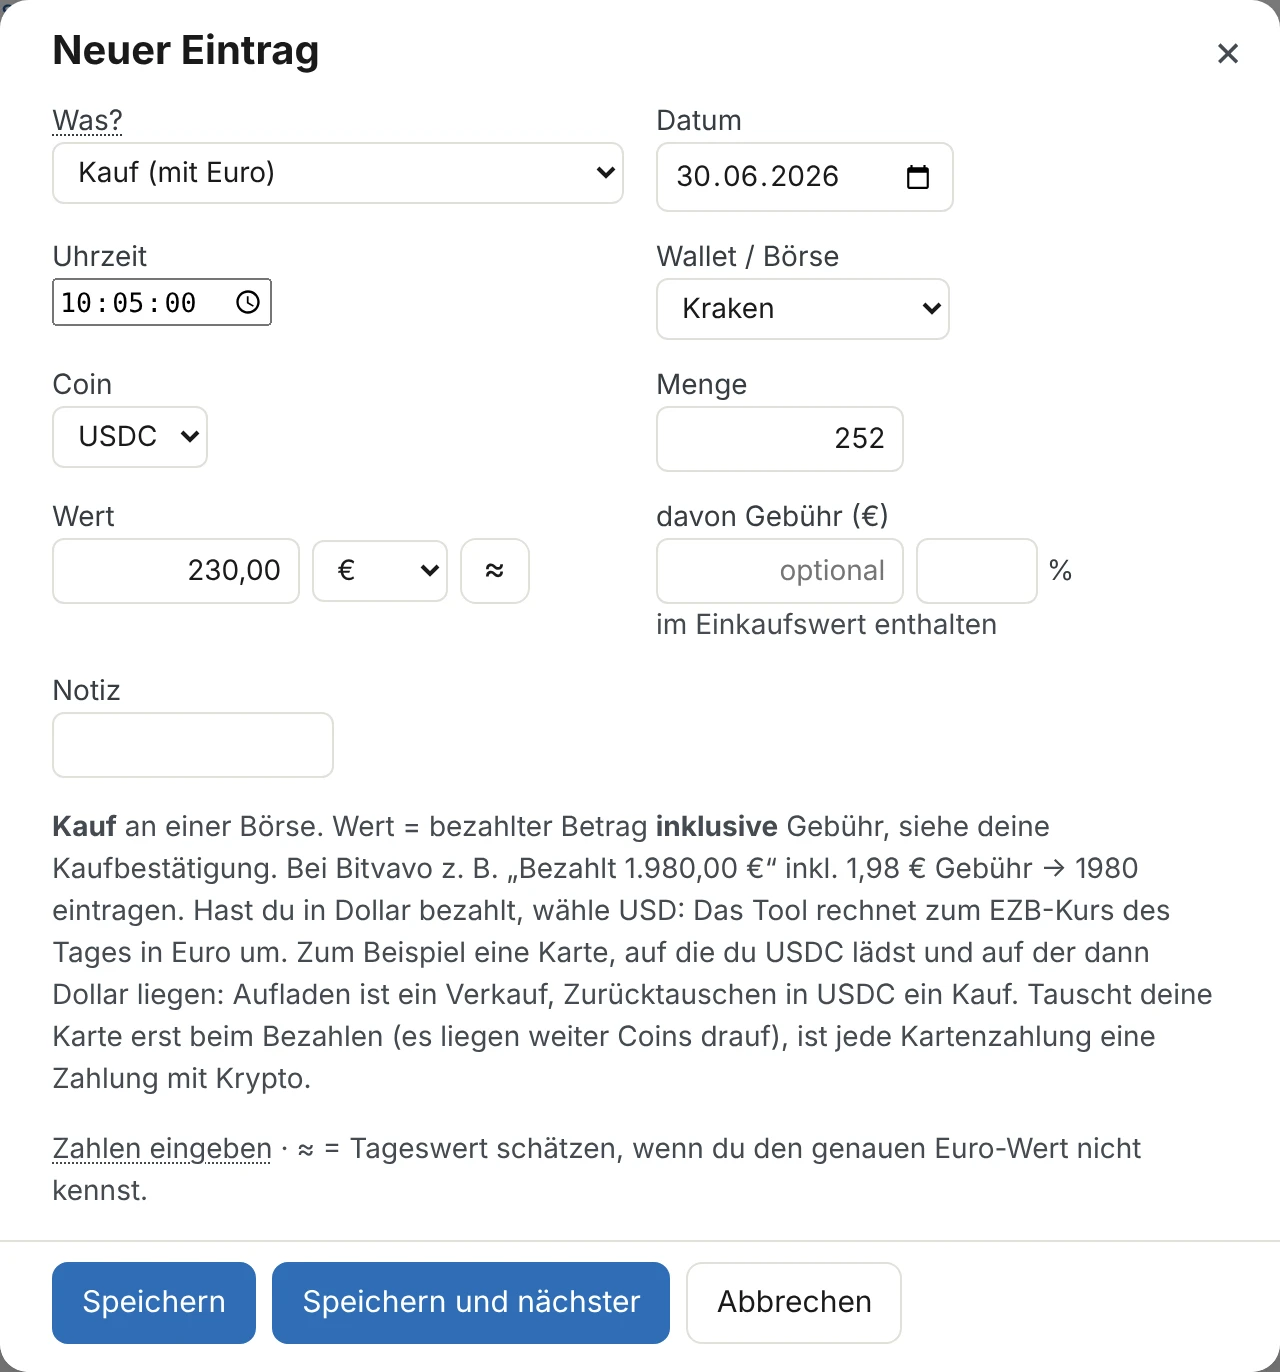 Neuer Eintrag
×
Was?
Datum
Kauf (mit Euro)
30.06.2026
Uhrzeit
Wallet / Börse
10:05:00
Kraken
Coin
Menge
USDC
252
Wert
davon Gebühr (€)
230,00 € ≈
optional %
im Einkaufswert enthalten
Notiz
Kauf an einer Börse. Wert = bezahlter Betrag inklusive Gebühr, siehe deine
Kaufbestätigung. Bei Bitvavo z. B. „Bezahlt 1.980,00 €“ inkl. 1,98 € Gebühr → 1980
eintragen. Hast du in Dollar bezahlt, wähle USD: Das Tool rechnet zum EZB-Kurs des
Tages in Euro um. Zum Beispiel eine Karte, auf die du USDC lädst und auf der dann
Dollar liegen: Aufladen ist ein Verkauf, Zurücktauschen in USDC ein Kauf. Tauscht deine
Karte erst beim Bezahlen (es liegen weiter Coins drauf), ist jede Kartenzahlung eine
Zahlung mit Krypto.
Zahlen eingeben · ≈ = Tageswert schätzen, wenn du den genauen Euro-Wert nicht
kennst.
Speichern
Speichern und nächster
Abbrechen